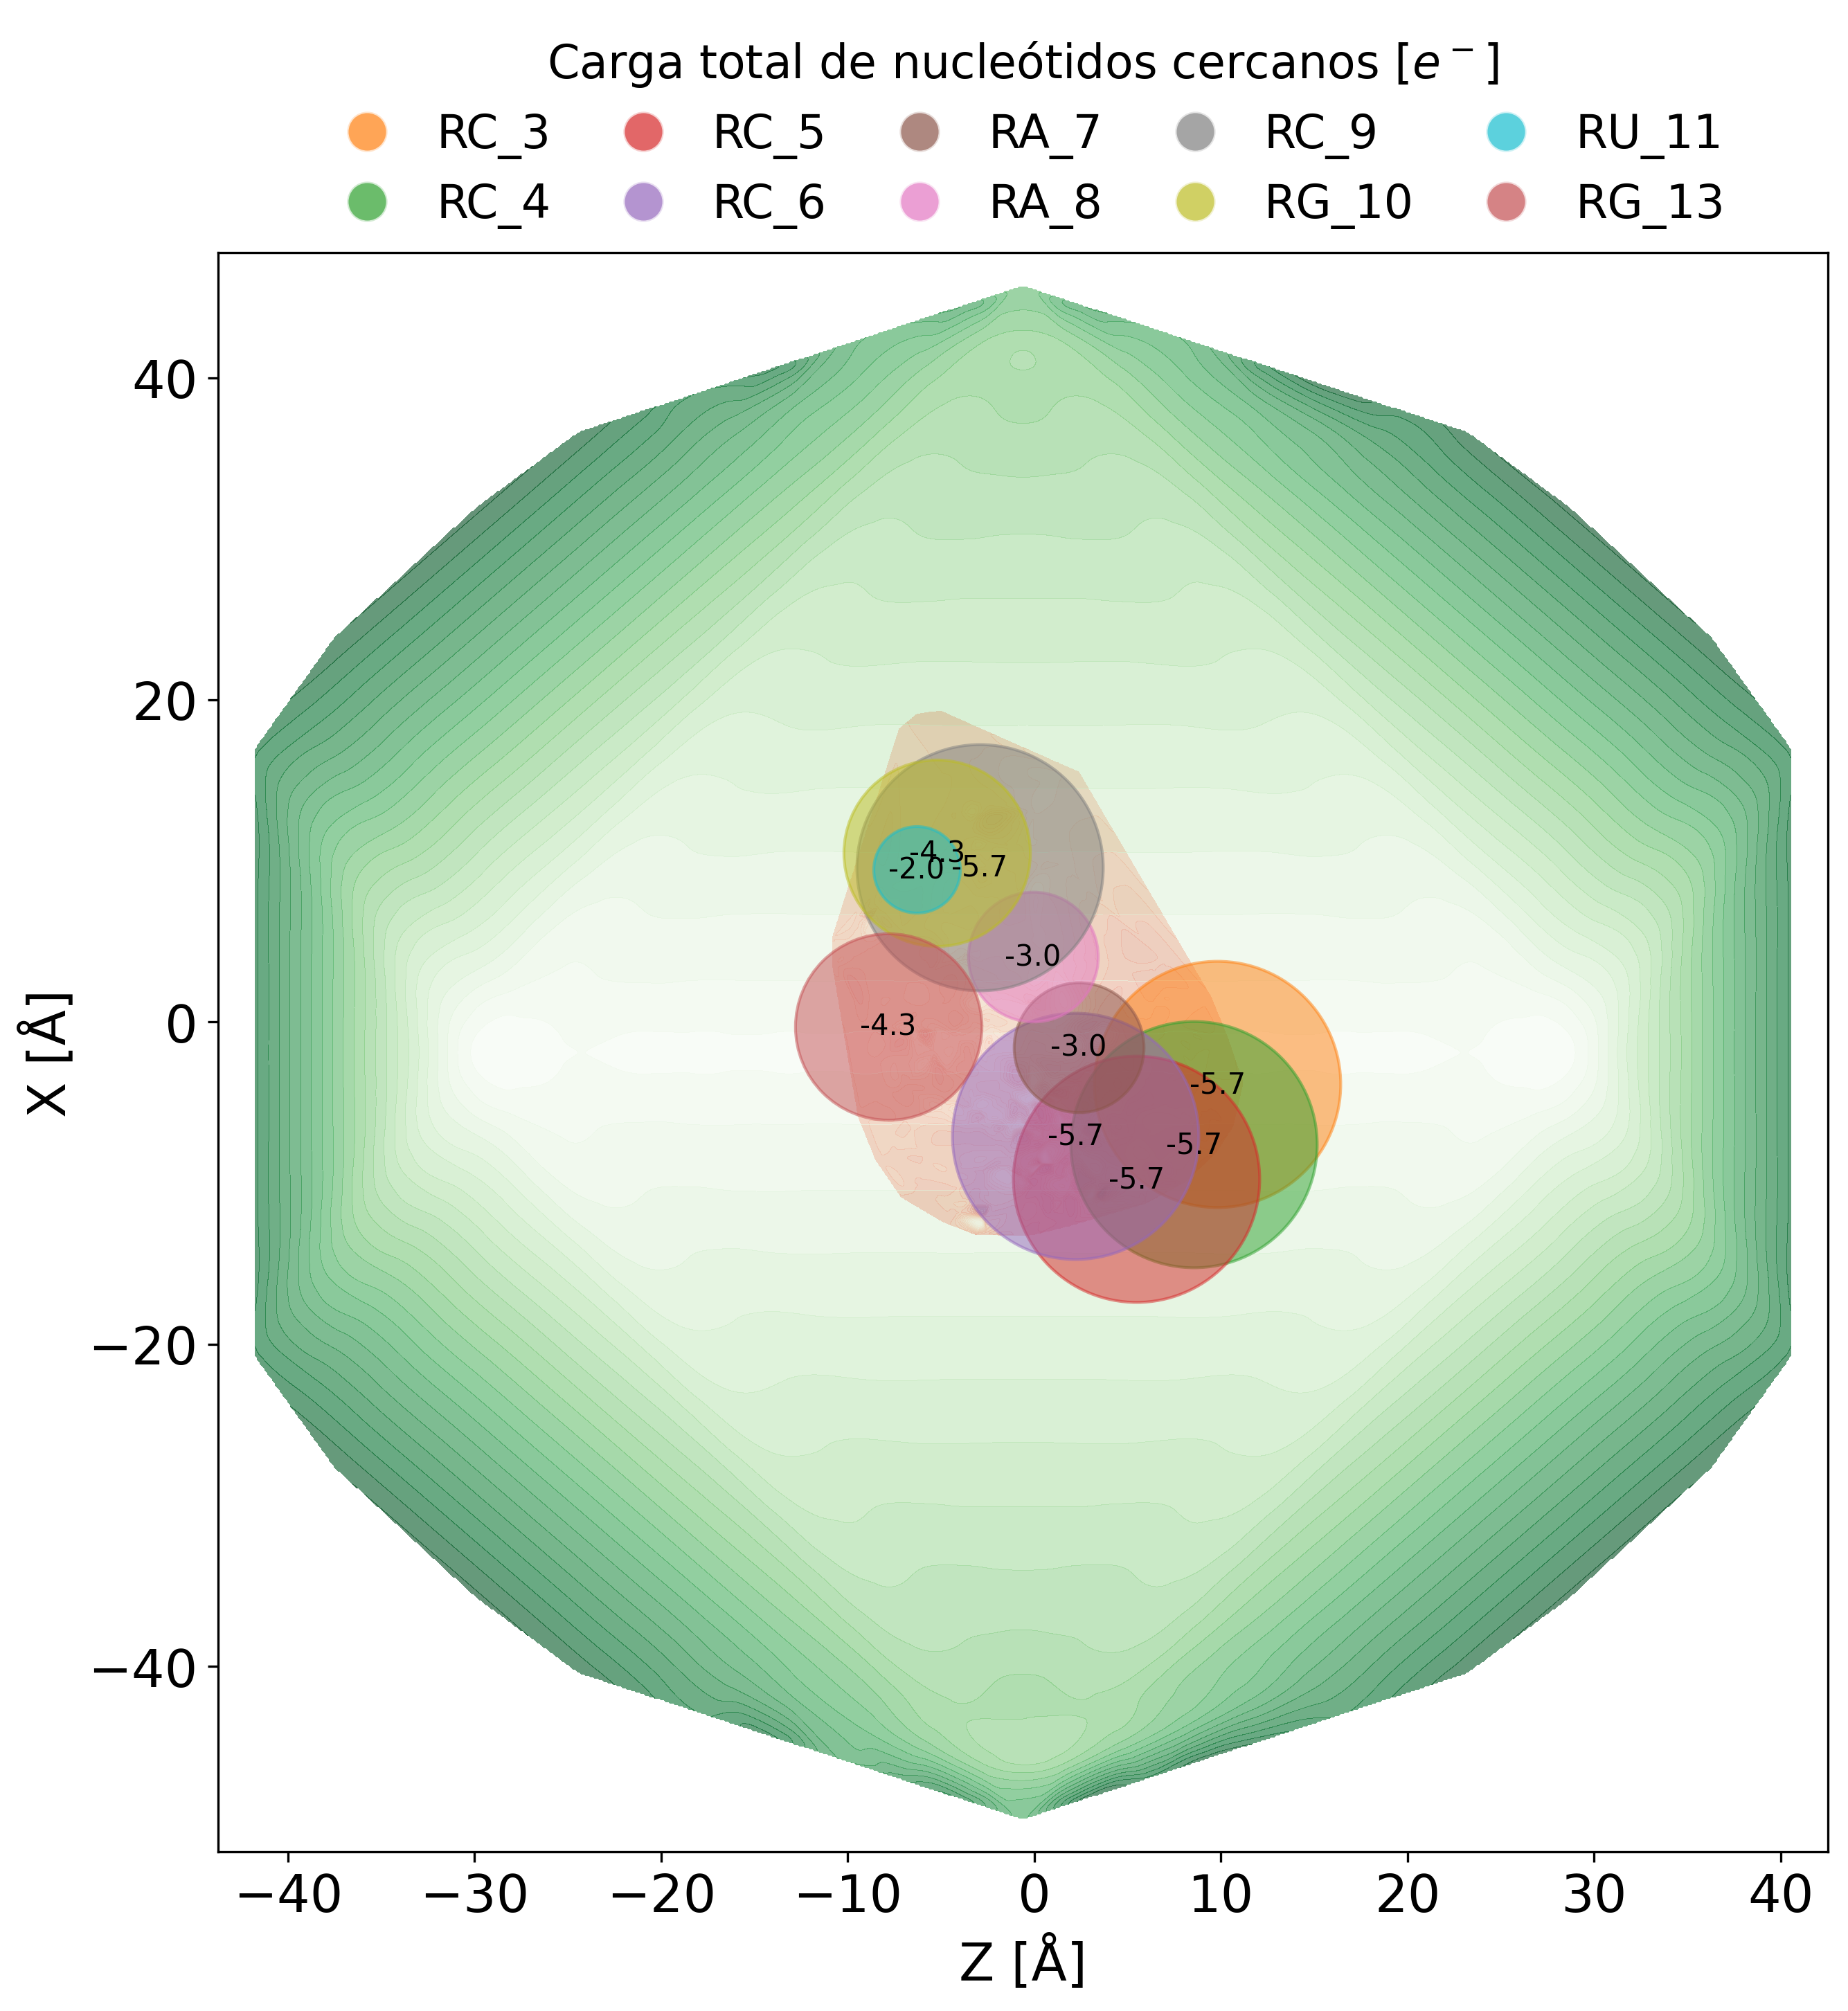 Carga total de nucleótidos cercanos [e⁻]
RC_3 RC_5 RA_7 RC_9 RU_11
RC_4 RC_6 RA_8 RG_10 RG_13
40
20
0
−20
−40
-4.3
-2.0 -5.7
-3.0
-4.3
-3.0
-5.7
-5.7 -5.7
-5.7
−40 −30 −20 −10 0 10 20 30 40
X [Å]
Z [Å]